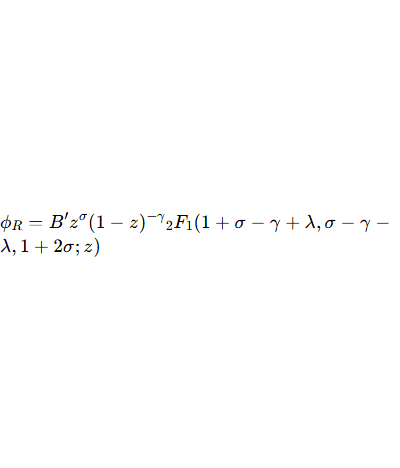 ϕ_R = B′z^σ(1 − z)^{−γ} ₂F₁(1 + σ − γ + λ, σ − γ −
λ, 1 + 2σ; z)